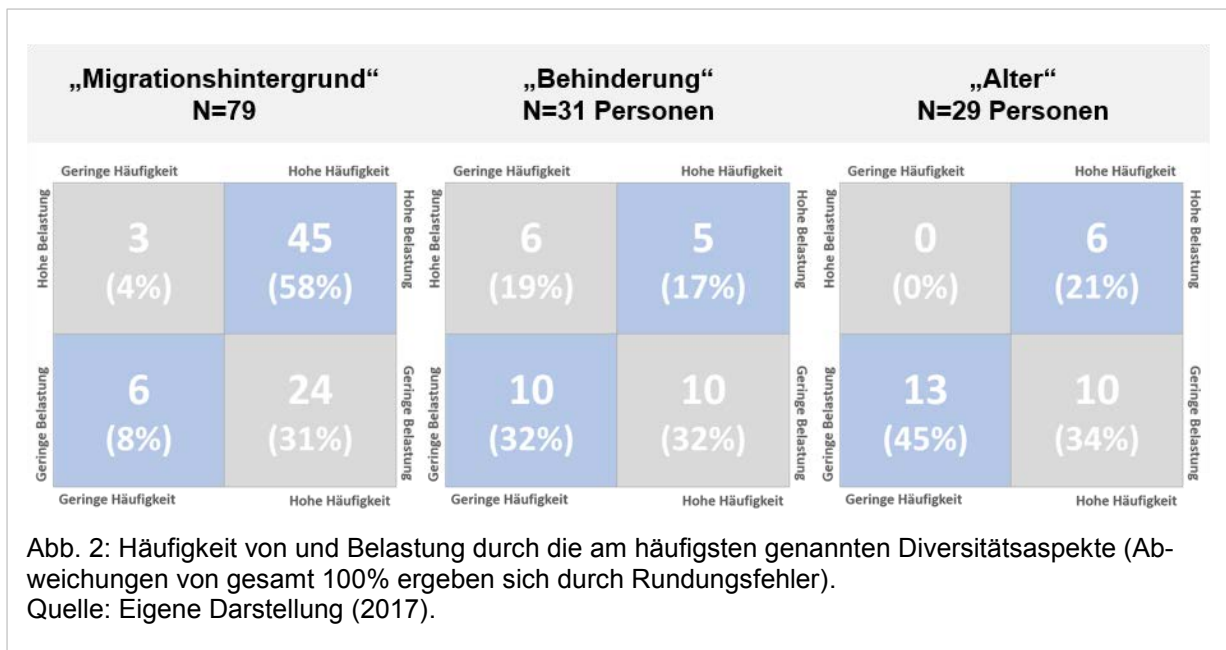 „Migrationshintergrund“
N=79
„Behinderung“
N=31 Personen
„Alter“
N=29 Personen
Geringe Häufigkeit Hohe Häufigkeit
Hohe Belastung
3
(4%)
45
(58%)
Hohe Belastung
Geringe Belastung
6
(8%)
24
(31%)
Geringe Belastung
Geringe Häufigkeit Hohe Häufigkeit
Geringe Häufigkeit Hohe Häufigkeit
Hohe Belastung
6
(19%)
5
(17%)
Hohe Belastung
Geringe Belastung
10
(32%)
10
(32%)
Geringe Belastung
Geringe Häufigkeit Hohe Häufigkeit
Geringe Häufigkeit Hohe Häufigkeit
Hohe Belastung
0
(0%)
6
(21%)
Hohe Belastung
Geringe Belastung
13
(45%)
10
(34%)
Geringe Belastung
Geringe Häufigkeit Hohe Häufigkeit
Abb. 2: Häufigkeit von und Belastung durch die am häufigsten genannten Diversitätsaspekte (Ab-
weichungen von gesamt 100% ergeben sich durch Rundungsfehler).
Quelle: Eigene Darstellung (2017).